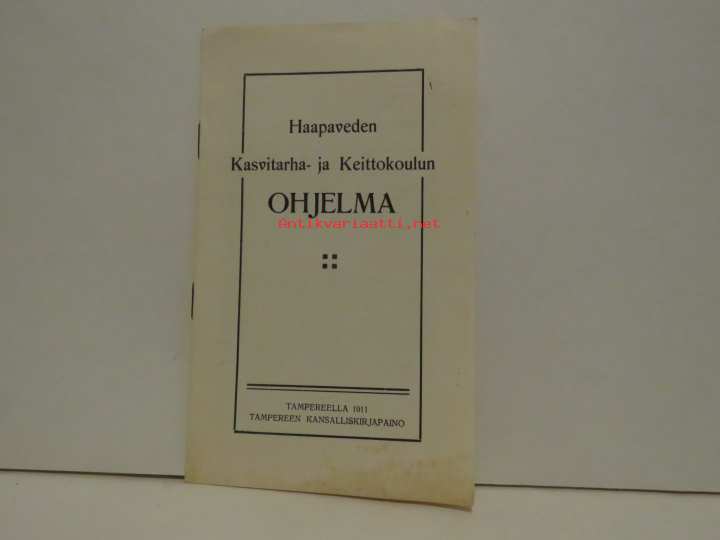 Haapaveden
Kasvitarha- ja Keittokoulun
OHJELMA
Antikvariaatti.net
TAMPEREELLA 1911
TAMPEREEN KANSALLISKIRJAPAINO